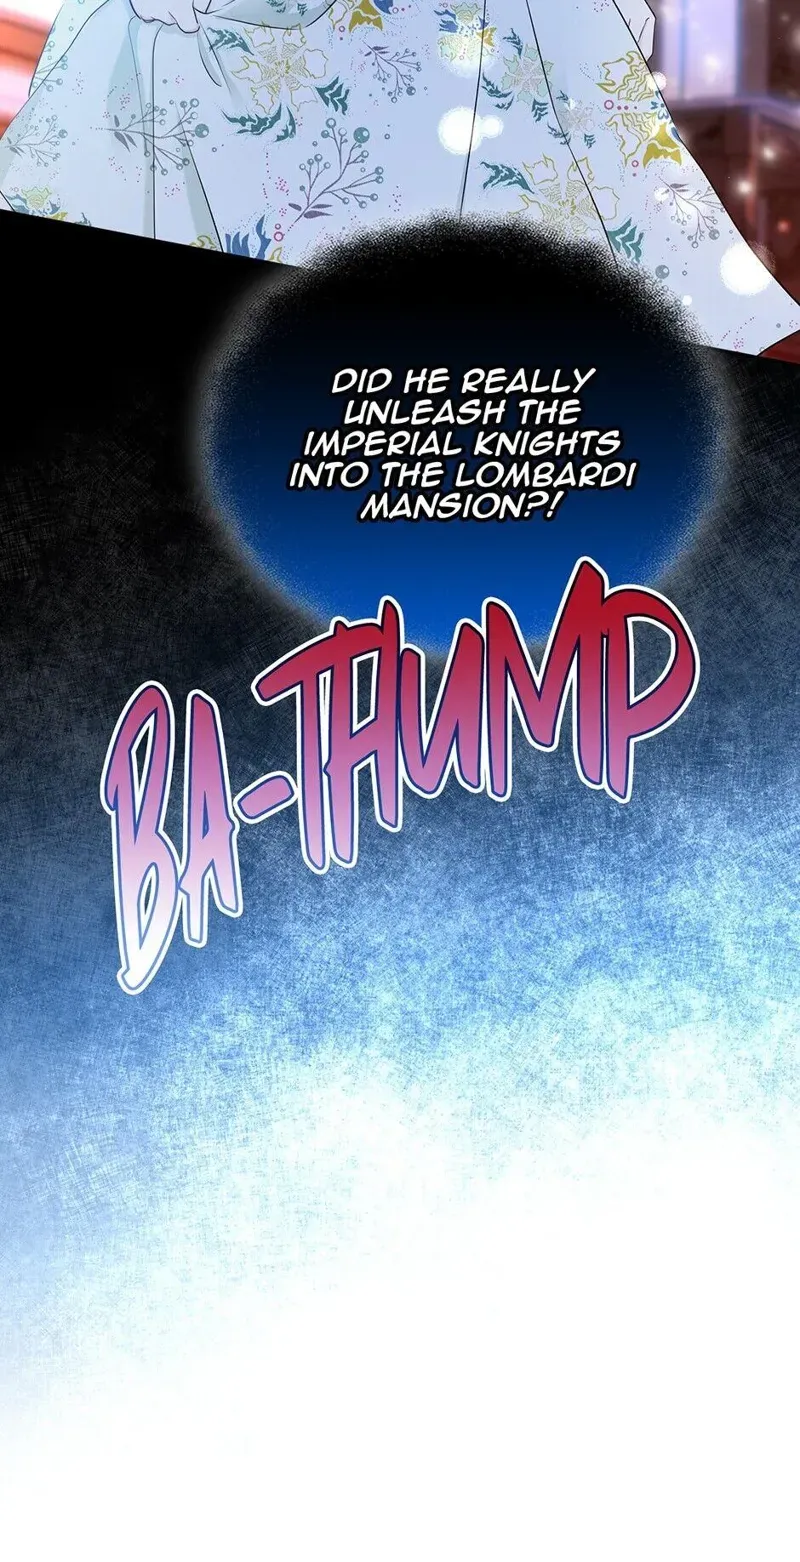 DID HE REALLY
UNLEASH THE
IMPERIAL KNIGHTS
INTO THE LOMBARDI
MANSION?!
BA-THUMP